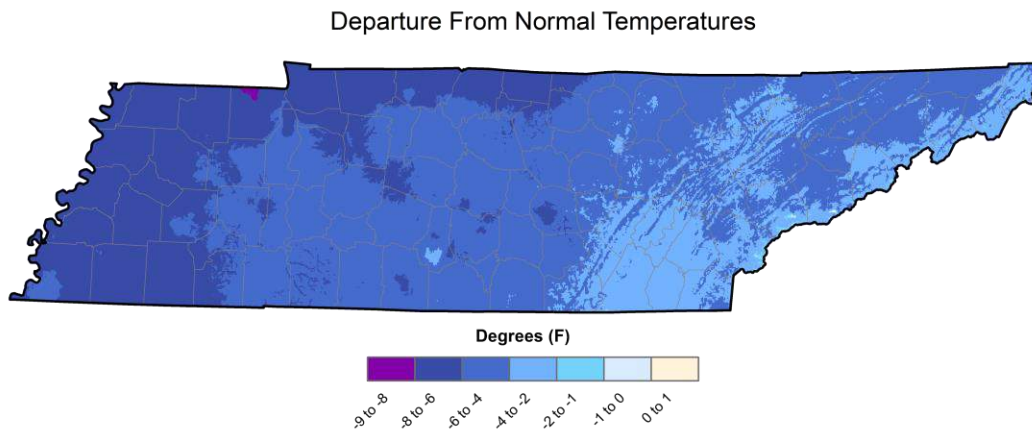 Departure From Normal Temperatures
Degrees (F)
-9 to -8
-8 to -6
-6 to -4
-4 to -2
-2 to -1
-1 to 0
0 to 1